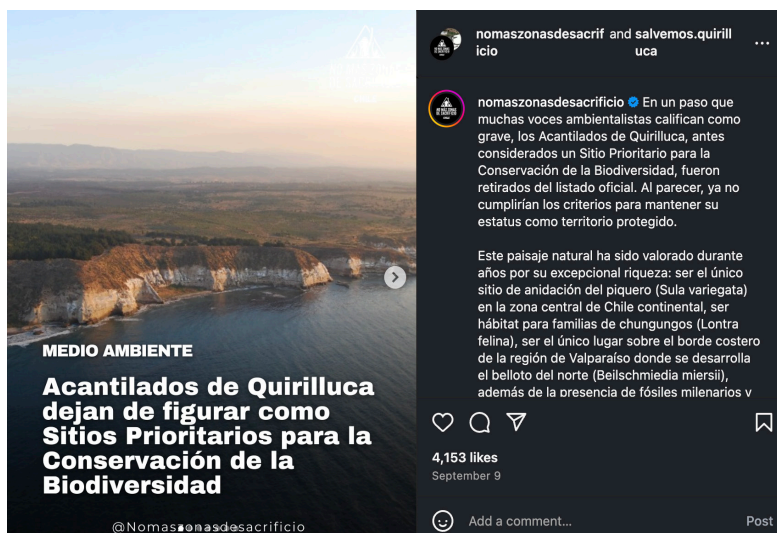 MEDIO AMBIENTE
Acantilados de Quirilluca
dejan de figurar como
Sitios Prioritarios para la
Conservación de la
Biodiversidad
@Nomaszonasdesacrificio
nomaszonasdesacrif and salvemos.quirill
icio uca
nomaszonasdesacrificio En un paso que
muchas voces ambientalistas califican como
grave, los Acantilados de Quirilluca, antes
considerados un Sitio Prioritario para la
Conservación de la Biodiversidad, fueron
retirados del listado oficial. Al parecer, ya no
cumplirían los criterios para mantener su
estatus como territorio protegido.
Este paisaje natural ha sido valorado durante
años por su excepcional riqueza: ser el único
sitio de anidación del piquero (Sula variegata)
en la zona central de Chile continental, ser
hábitat para familias de chungungos (Lontra
felina), ser el único lugar sobre el borde costero
de la región de Valparaíso donde se desarrolla
el belloto del norte (Beilschmiedia miersii),
además de la presencia de fósiles milenarios y
4,153 likes
September 9
Add a comment...
Post